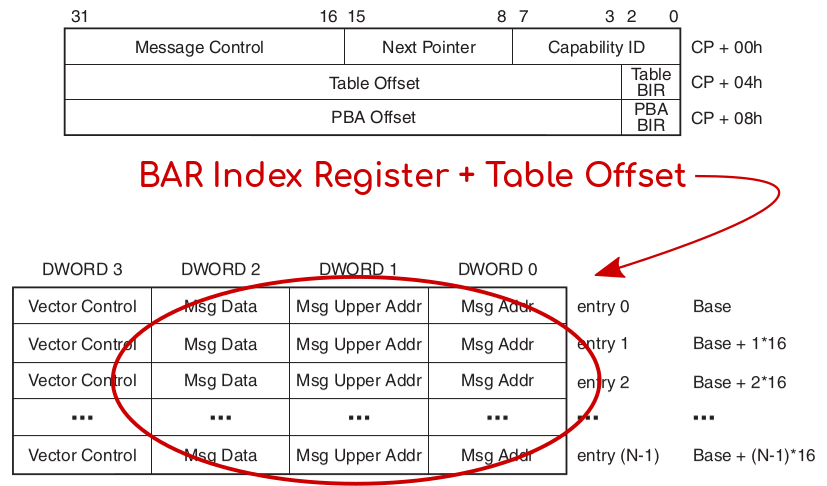 31 16 15 8 7 3 2 0
Message Control Next Pointer Capability ID CP + 00h
Table Offset Table BIR CP + 04h
PBA Offset PBA BIR CP + 08h
BAR Index Register + Table Offset
DWORD 3 DWORD 2 DWORD 1 DWORD 0
Vector Control Msg Data Msg Upper Addr Msg Addr entry 0 Base
Vector Control Msg Data Msg Upper Addr Msg Addr entry 1 Base + 1*16
Vector Control Msg Data Msg Upper Addr Msg Addr entry 2 Base + 2*16
... ... ... ... ... ...
Vector Control Msg Data Msg Upper Addr Msg Addr entry (N-1) Base + (N-1)*16